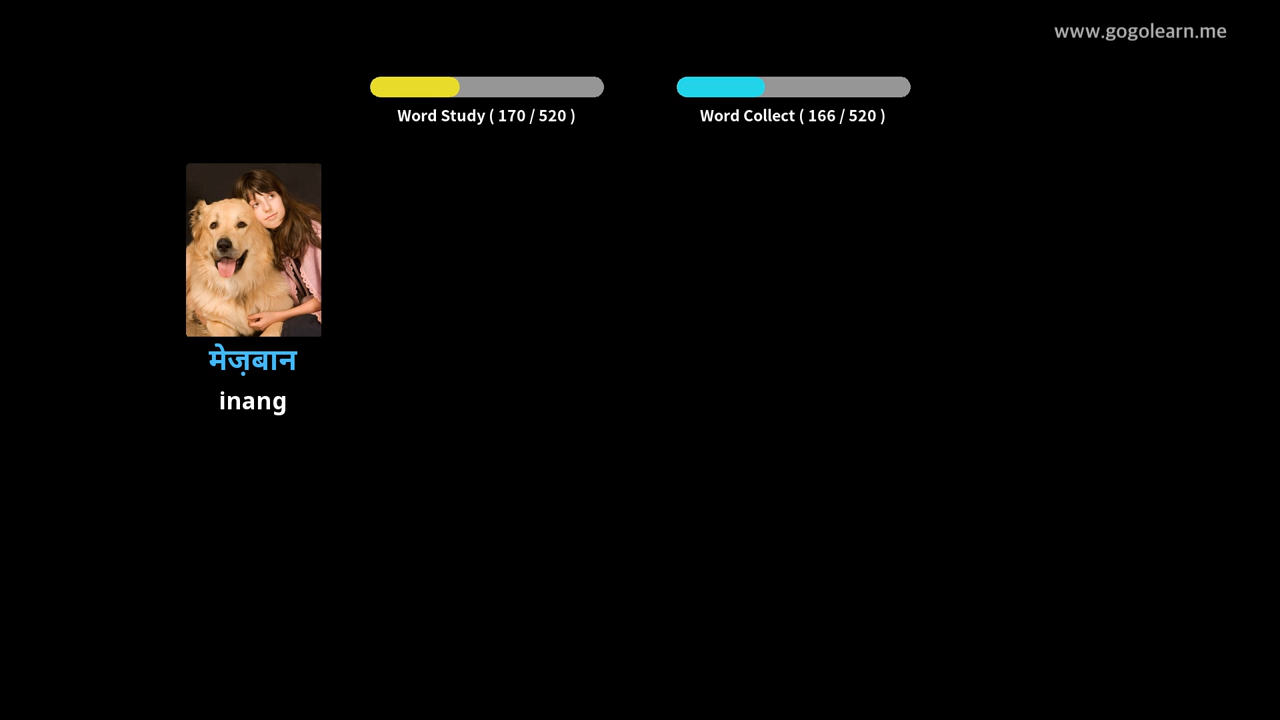 www.gogolearn.me
Word Study ( 170 / 520 )
Word Collect ( 166 / 520 )
मेज़बान
inang